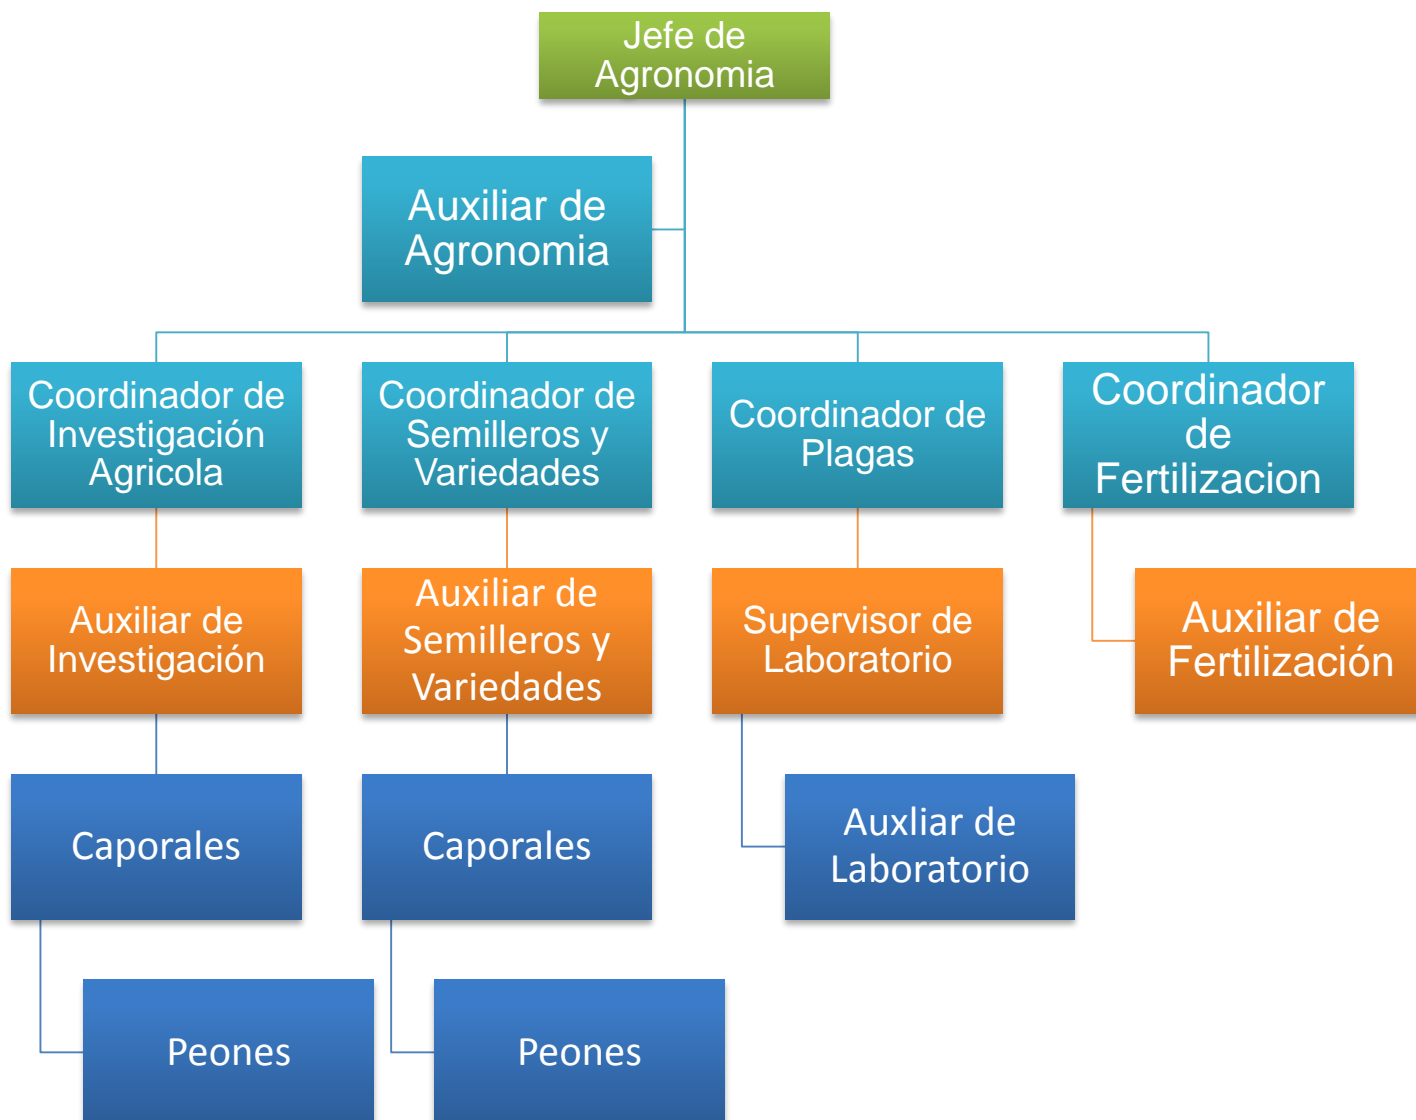 Jefe de
Agronomia
Auxiliar de
Agronomia
Coordinador de
Investigación
Agricola
Coordinador de
Semilleros y
Variedades
Coordinador de
Plagas
Coordinador
de
Fertilizacion
Auxiliar de
Investigación
Auxiliar de
Semilleros y
Variedades
Supervisor de
Laboratorio
Auxiliar de
Fertilización
Caporales
Caporales
Auxliar de
Laboratorio
Peones
Peones